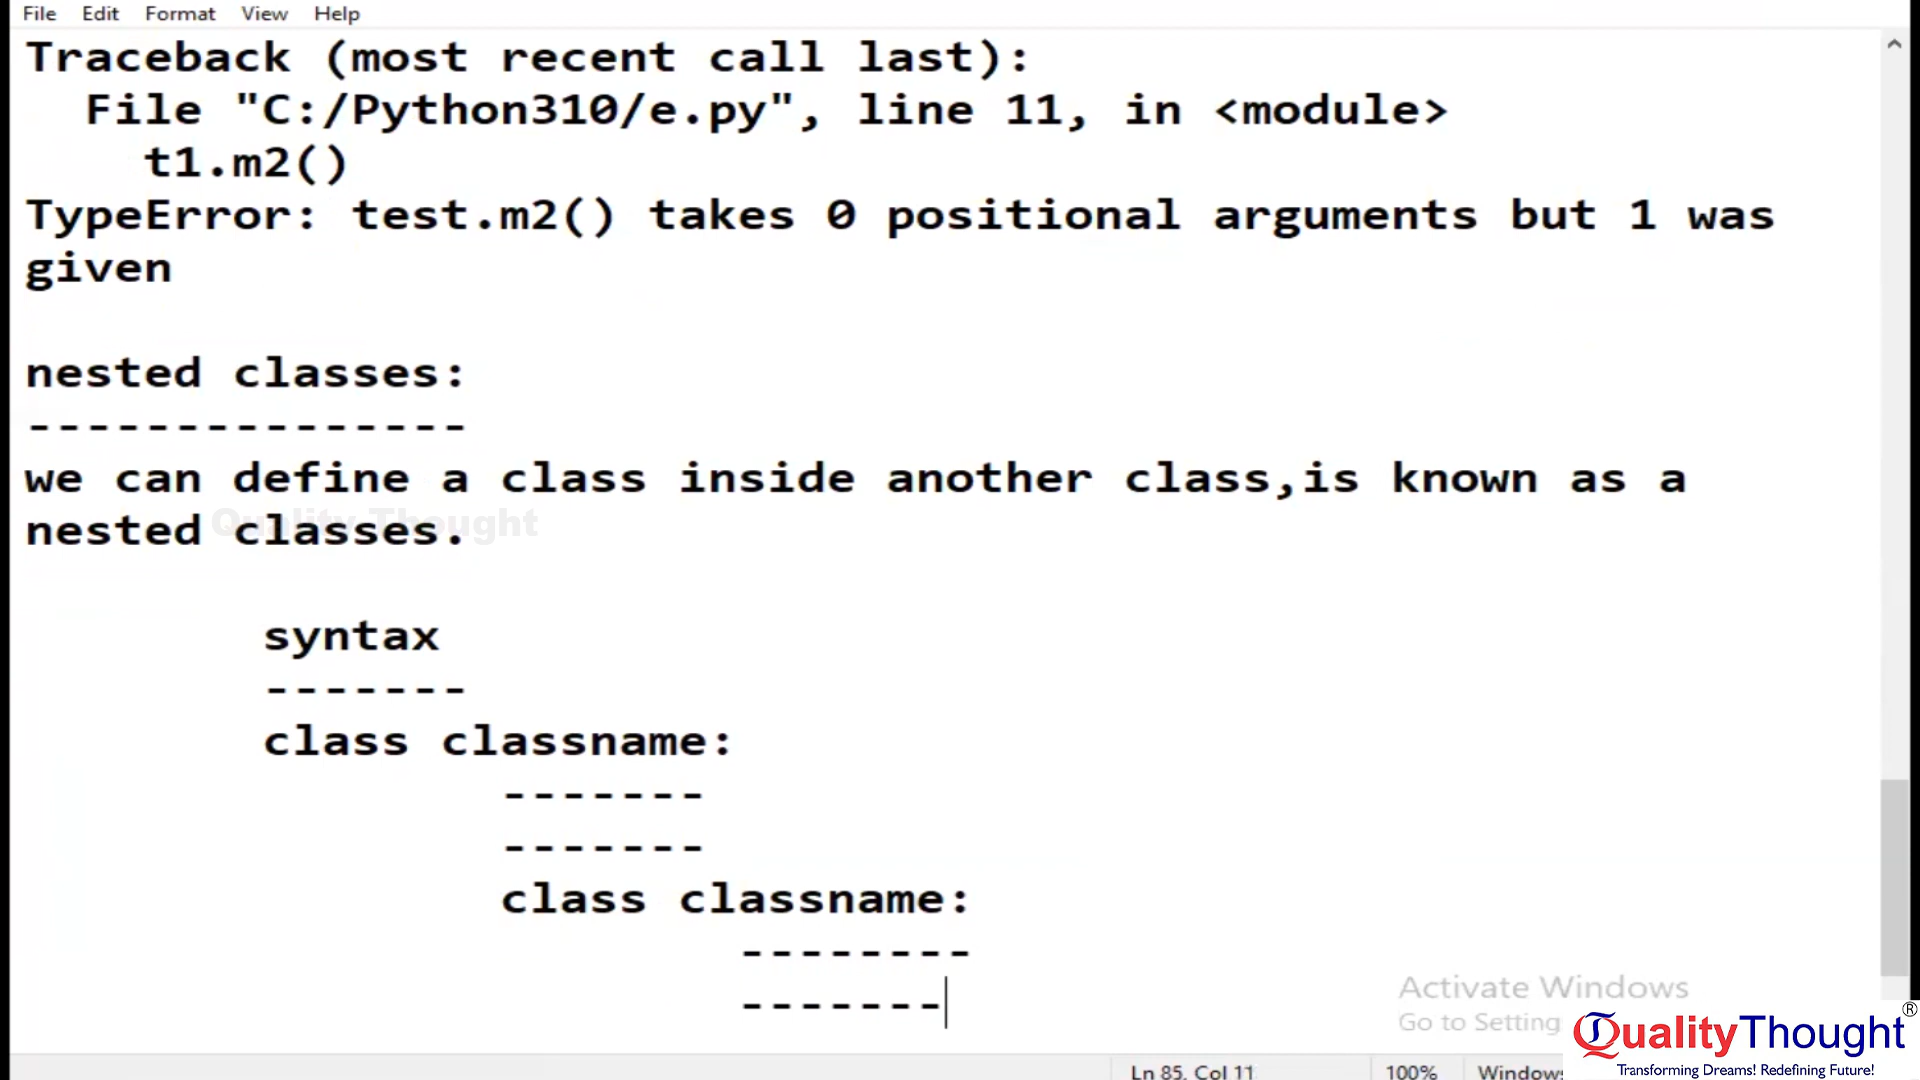 File Edit Format View Help
Traceback (most recent call last):
File "C:/Python310/e.py", line 11, in <module>
t1.m2()
TypeError: test.m2() takes 0 positional arguments but 1 was
given
nested classes:
---------------
we can define a class inside another class,is known as a
nested classes.
Quality Thought
syntax
-------
class classname:
-------
-------
class classname:
--------
-------
Activate Windows
Go to Setting
QualityThought®
Transforming Dreams! Redefining Future!
Ln 85, Col 11 100% Windows